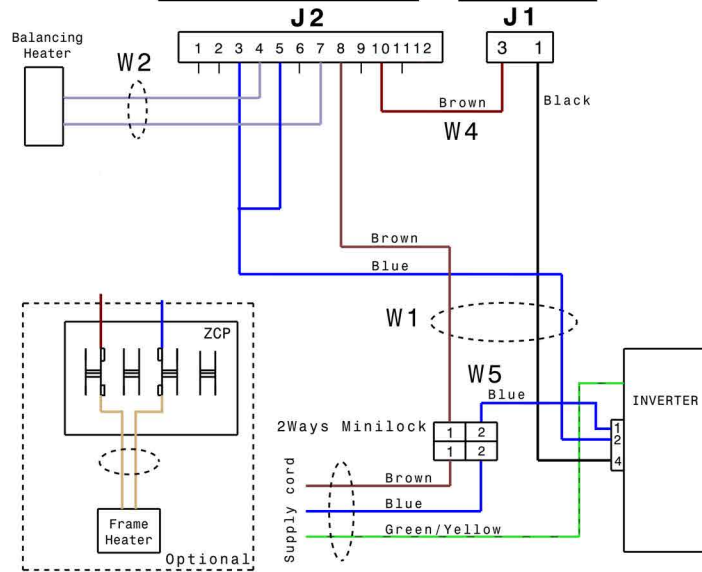 J2
J1
Balancing
Heater
W2
1 2 3 4 5 6 7 8 9 10 11 12
3 1
Brown
Black
W4
Brown
Blue
W1
ZCP
W5
Blue
INVERTER
2Ways Minilock
1 2
1 2
1
2
4
Supply cord
Brown
Blue
Green/Yellow
Frame
Heater
Optional